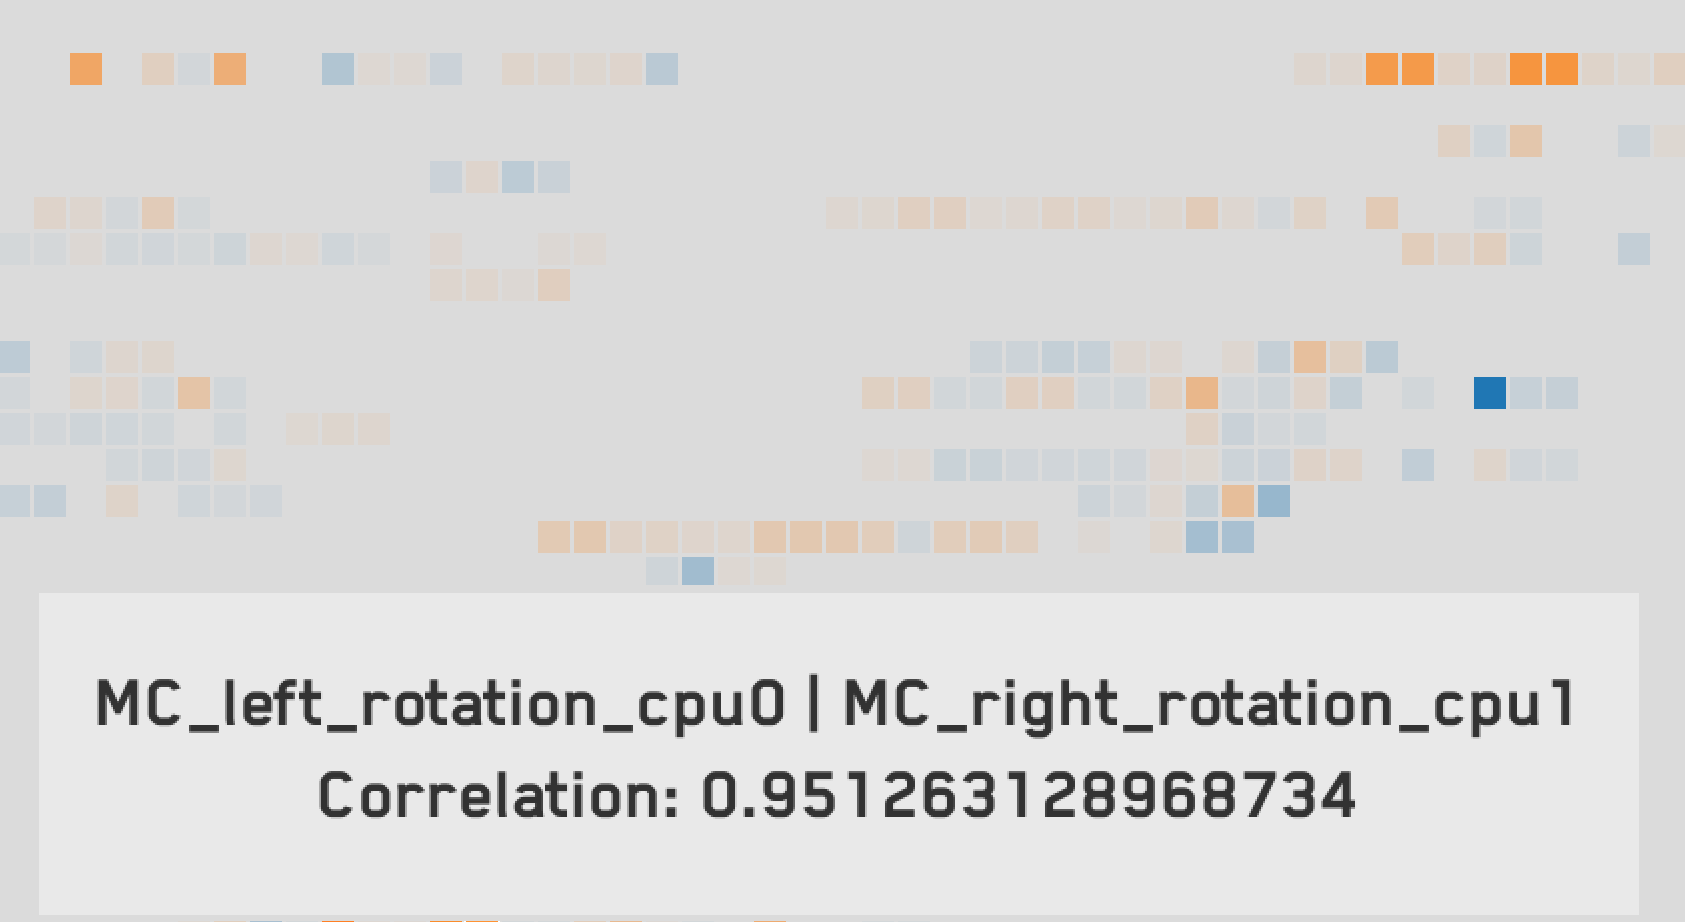 MC_left_rotation_cpu0 | MC_right_rotation_cpu1
Correlation: 0.951263128968734